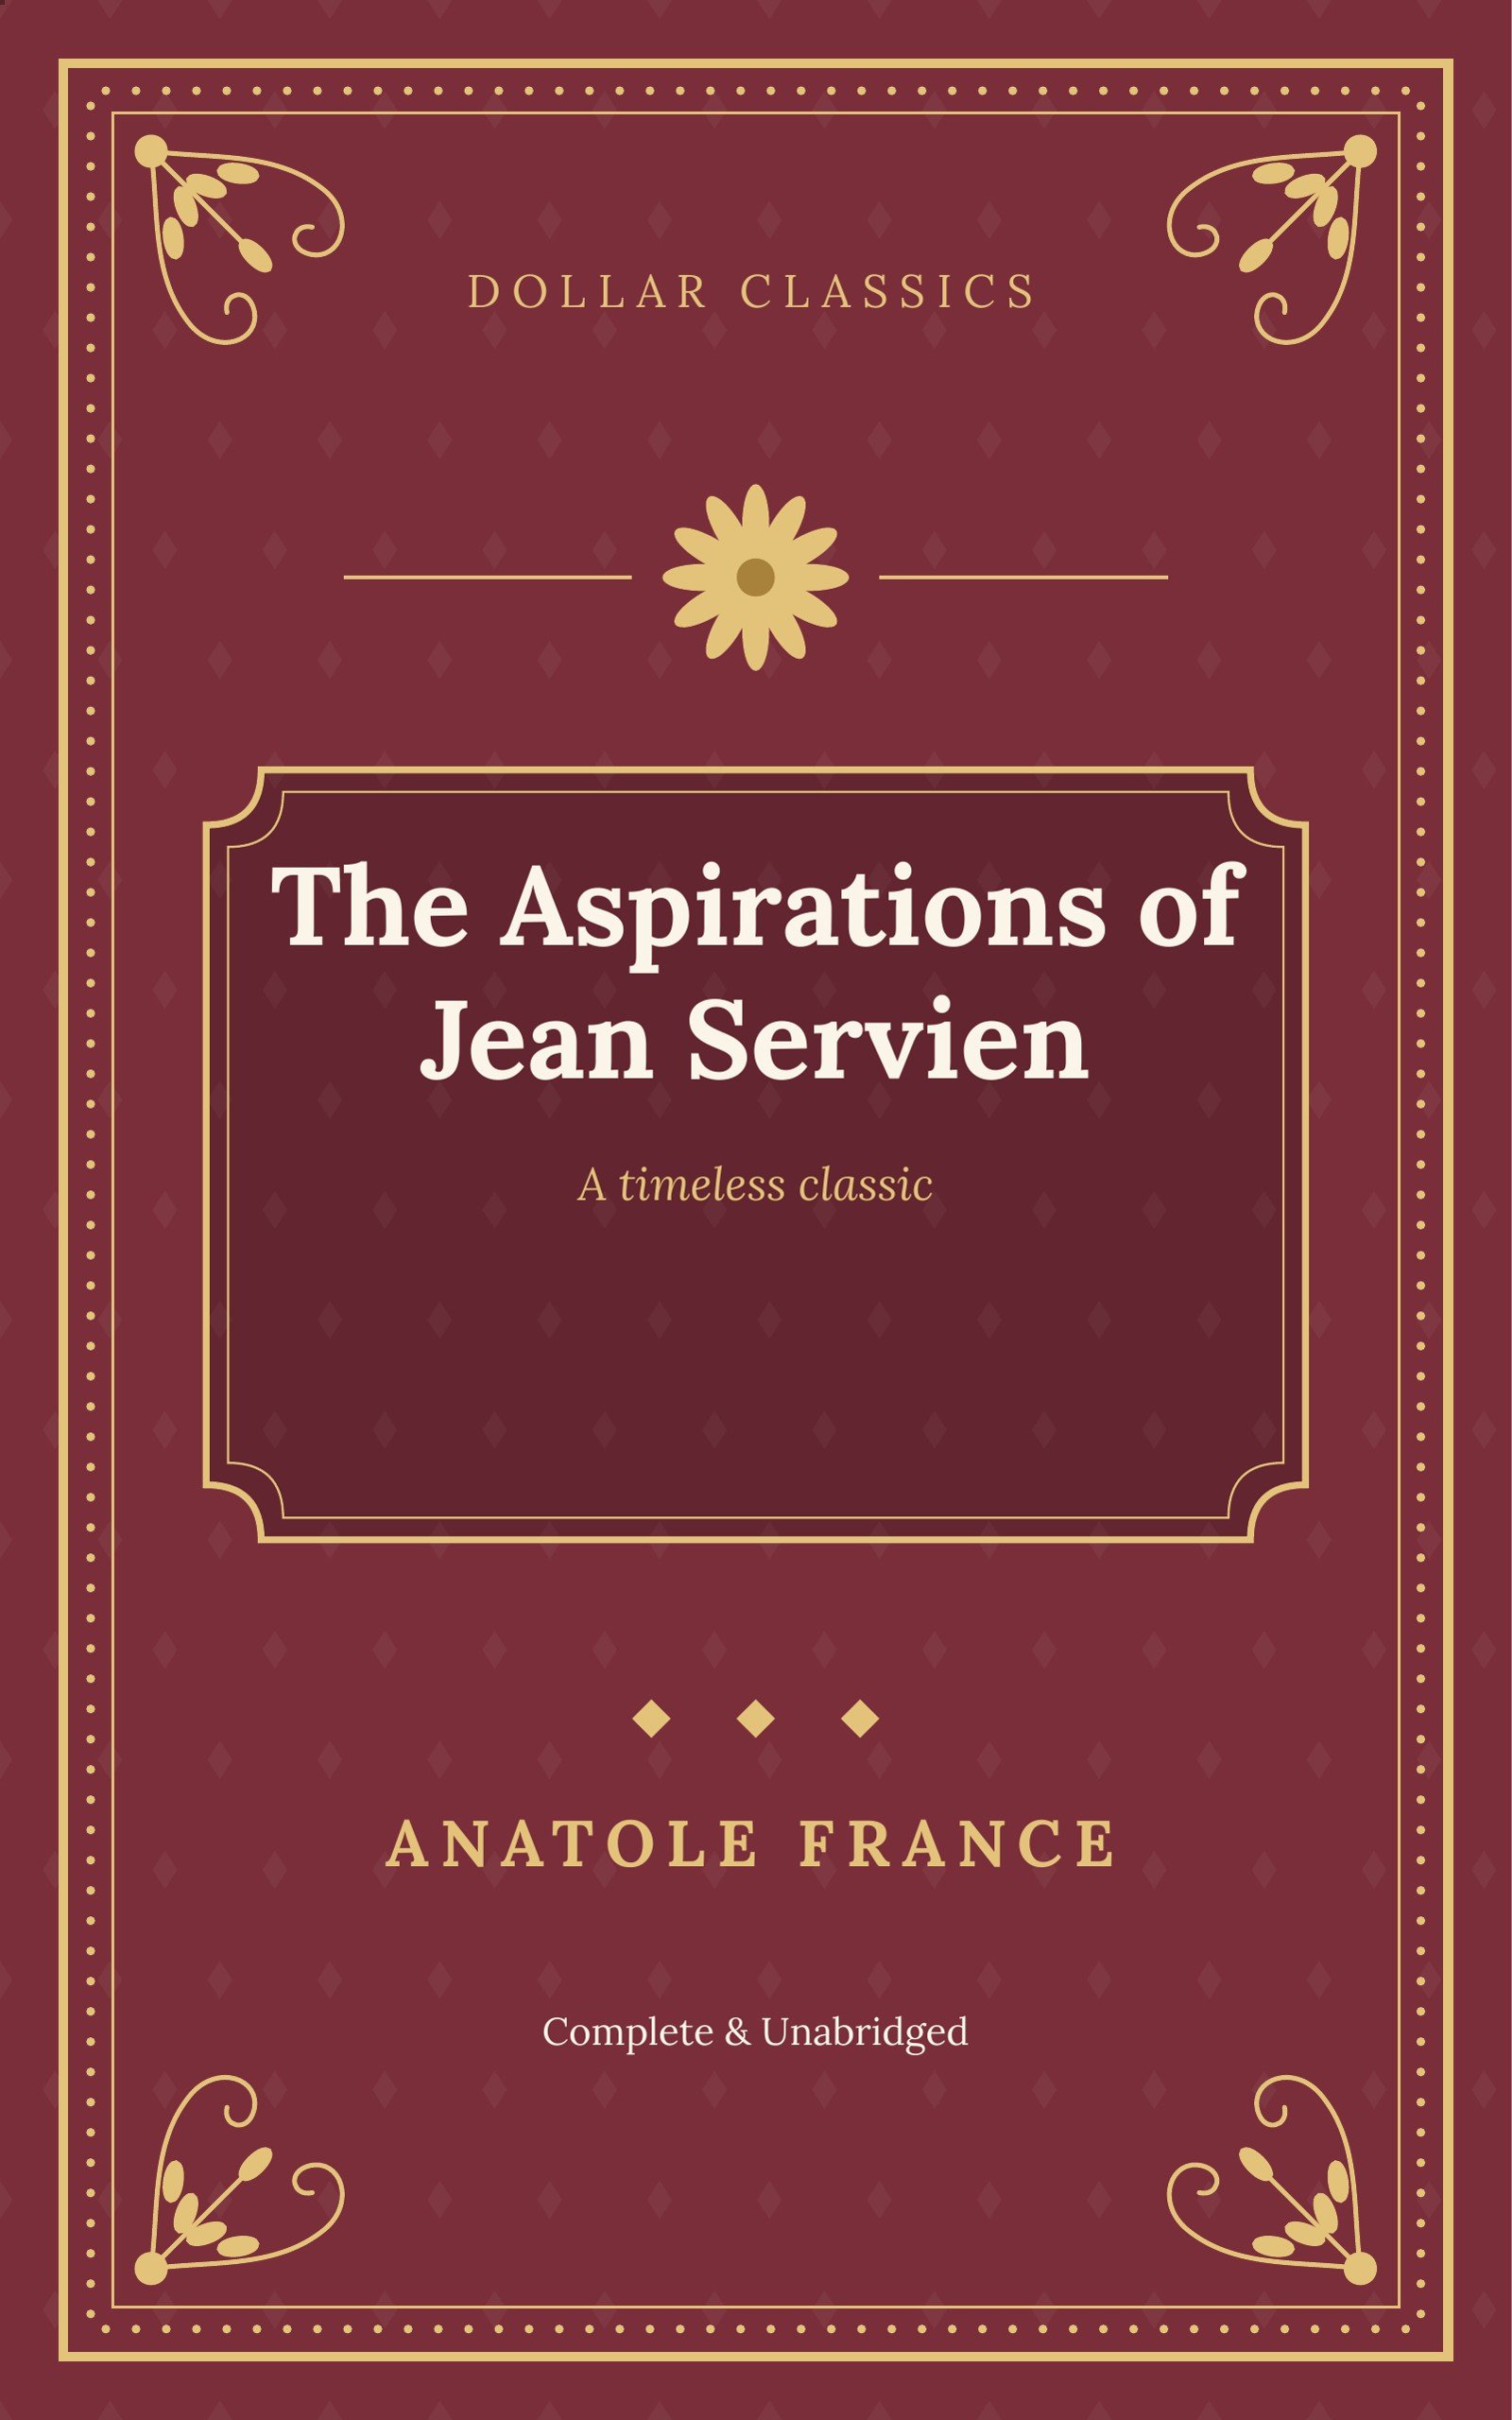 DOLLAR CLASSICS
The Aspirations of
Jean Servien
A timeless classic
ANATOLE FRANCE
Complete & Unabridged